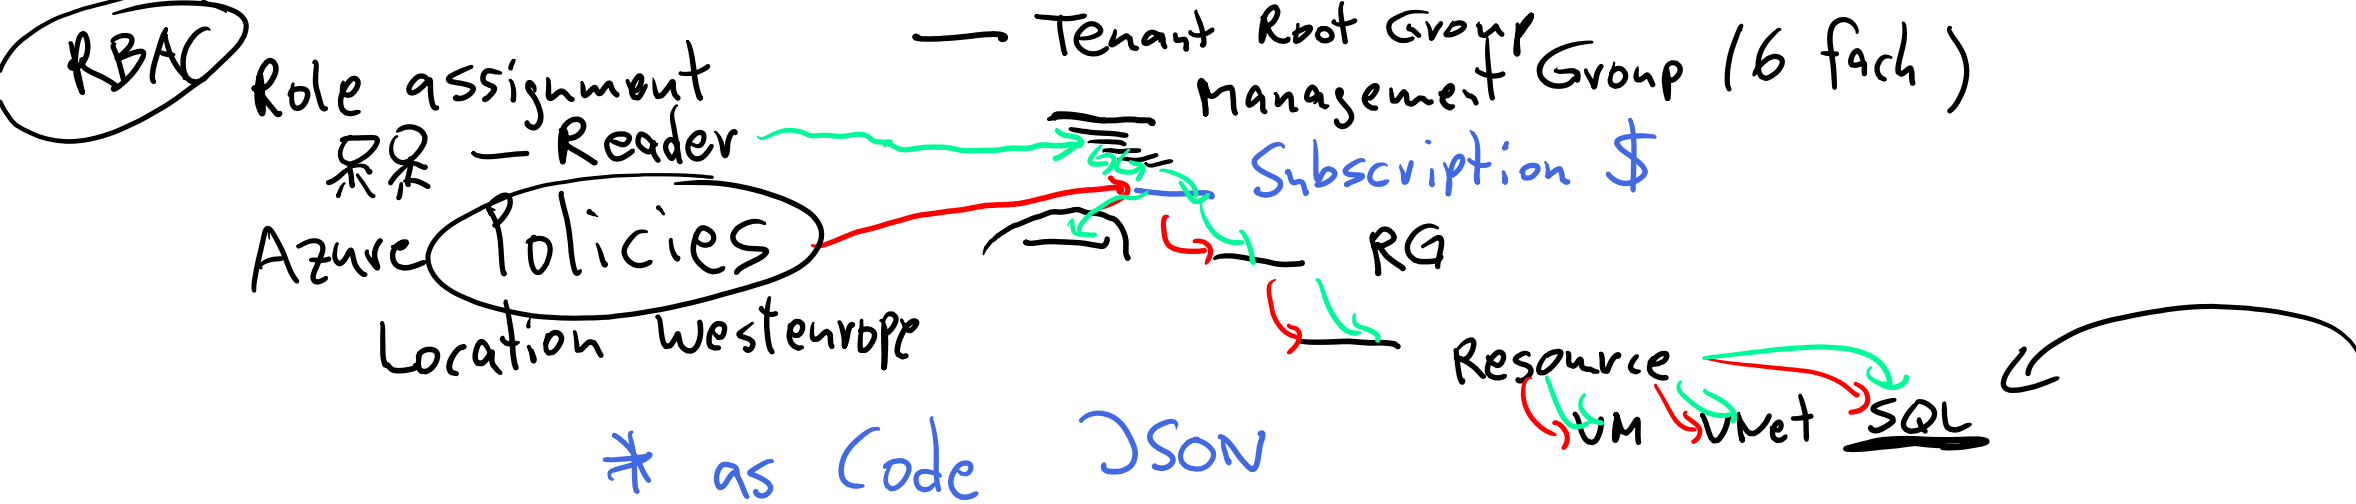 RBAC
Role assignment
— Reader
Azure Policies
Location Westeurope
— Tenant Root Group
Management Group (6 fach)
Subscription $
RG
Resource
VM VNet SQL
* as Code JSON